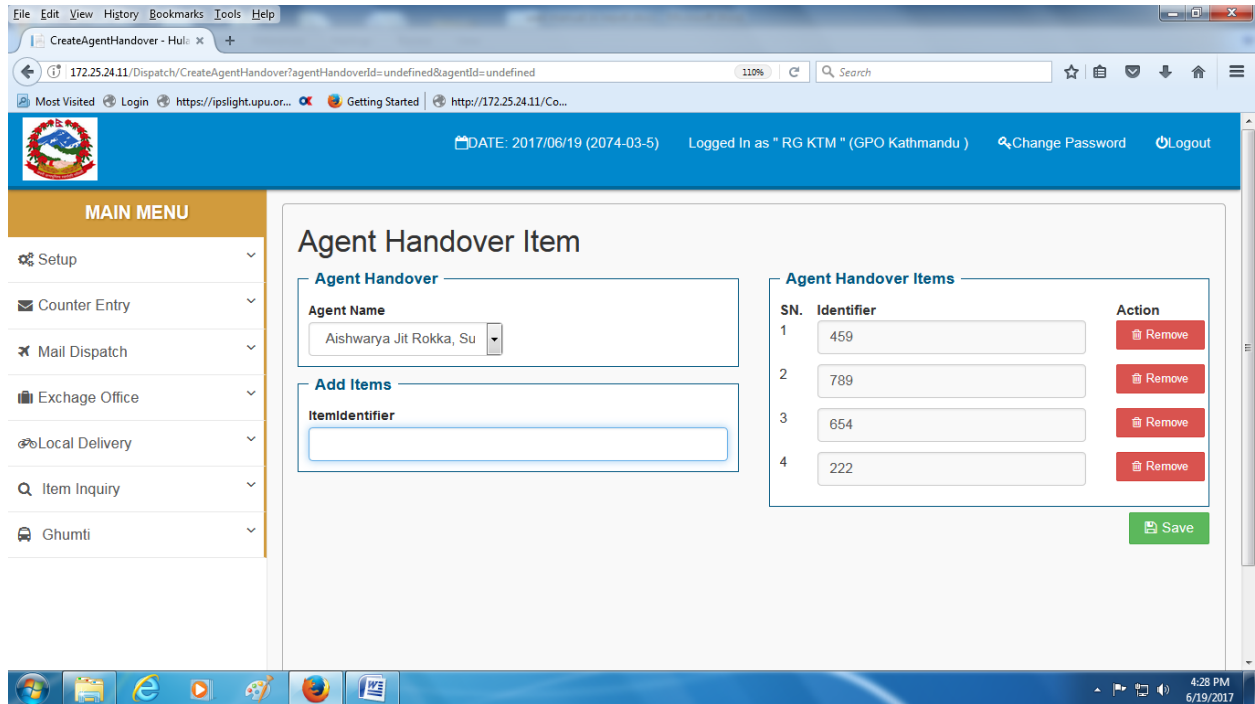 File Edit View History Bookmarks Tools Help
CreateAgentHandover - Hula × +
172.25.24.11/Dispatch/CreateAgentHandover?agentHandoverId=undefined&agentId=undefined 110% Search
Most Visited Login https://ipslight.upu.or... Getting Started http://172.25.24.11/Co...
DATE: 2017/06/19 (2074-03-5) Logged In as " RG KTM " (GPO Kathmandu ) Change Password Logout
MAIN MENU
Setup
Counter Entry
Mail Dispatch
Exchage Office
Local Delivery
Item Inquiry
Ghumti
Agent Handover Item
Agent Handover
Agent Name
Aishwarya Jit Rokka, Su
Add Items
ItemIdentifier
Agent Handover Items
SN. Identifier Action
1 459 Remove
2 789 Remove
3 654 Remove
4 222 Remove
Save
4:28 PM
6/19/2017